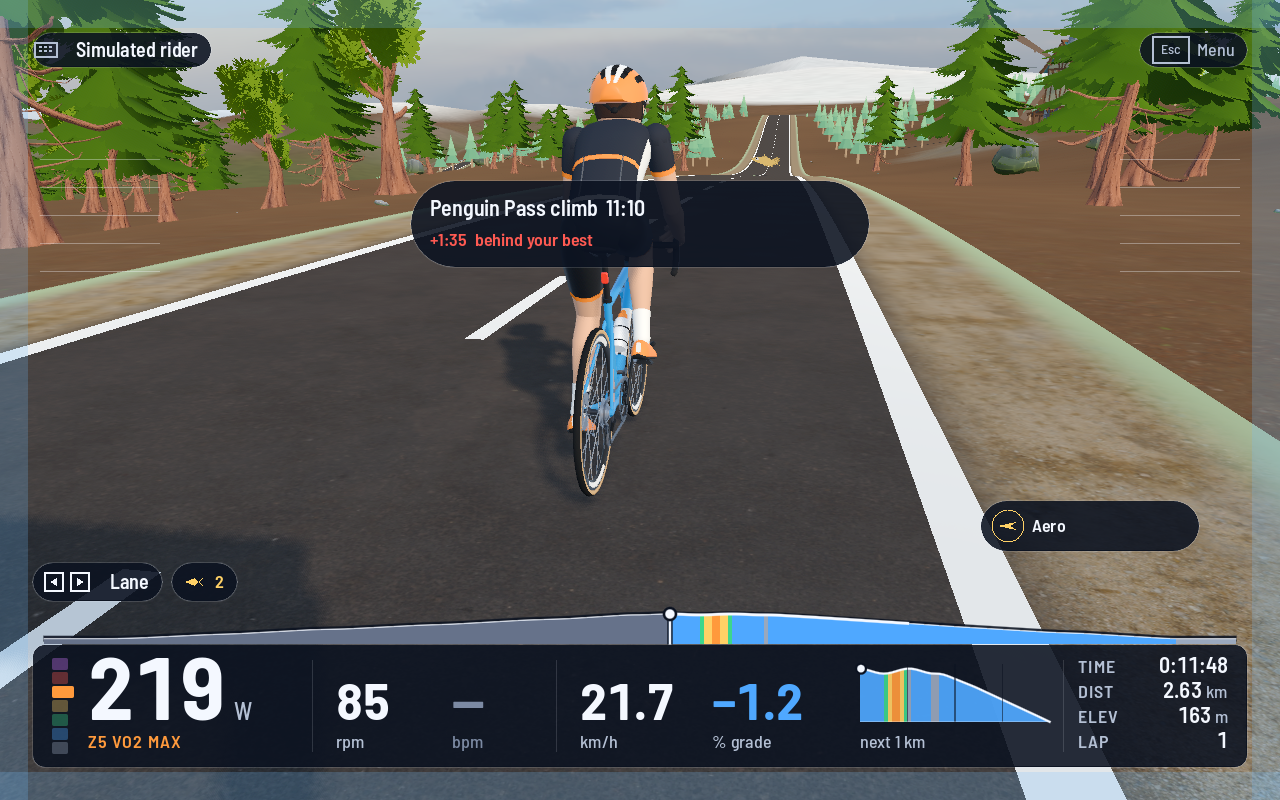 Simulated rider
Esc Menu
Penguin Pass climb 11:10
+1:35 behind your best
Aero
Lane
2
219 W
Z5 VO2 MAX
85
rpm
–
bpm
21.7
km/h
−1.2
% grade
next 1 km
TIME 0:11:48
DIST 2.63 km
ELEV 163 m
LAP 1